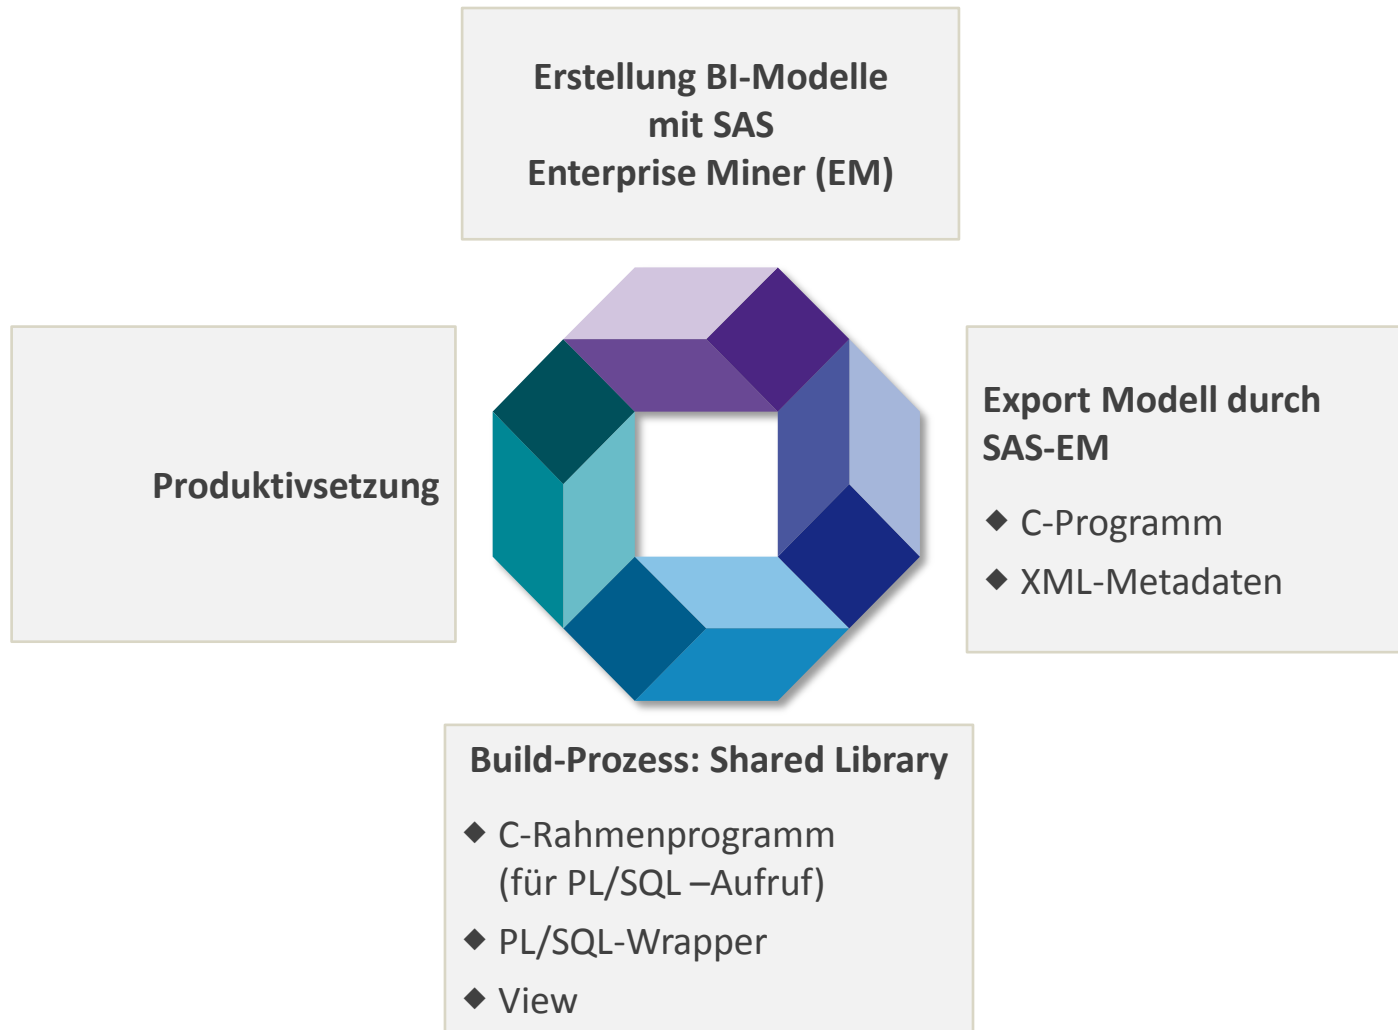 Erstellung BI-Modelle
mit SAS
Enterprise Miner (EM)
Produktivsetzung
Export Modell durch
SAS-EM
◆ C-Programm
◆ XML-Metadaten
Build-Prozess: Shared Library
◆ C-Rahmenprogramm
(für PL/SQL –Aufruf)
◆ PL/SQL-Wrapper
◆ View